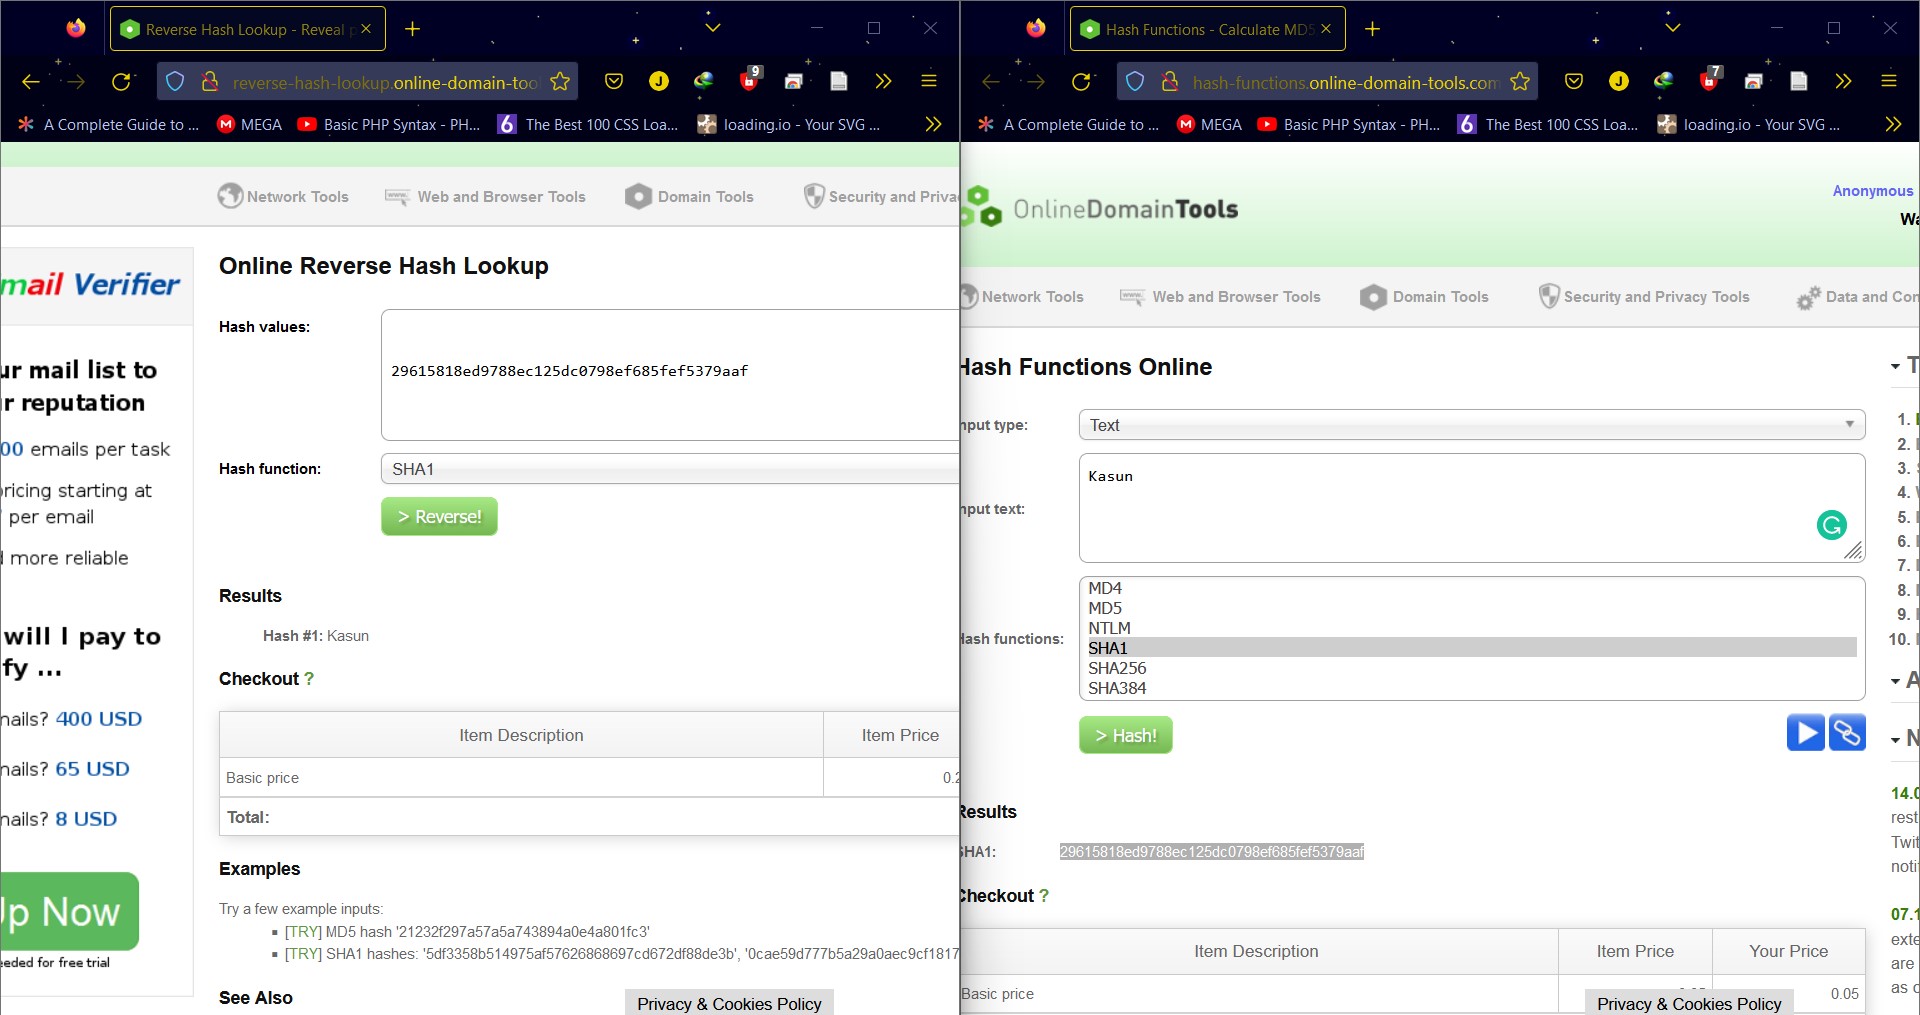 Reverse Hash Lookup - Reveal p
reverse-hash-lookup.online-domain-too
9
A Complete Guide to ...
MEGA
Basic PHP Syntax - PH...
The Best 100 CSS Loa...
loading.io - Your SVG ...
Network Tools
Web and Browser Tools
Domain Tools
Security and Priva
mail Verifier
ur mail list to
r reputation
00 emails per task
ricing starting at
per email
more reliable
will I pay to
fy ...
nails? 400 USD
nails? 65 USD
nails? 8 USD
Up Now
eeded for free trial
Online Reverse Hash Lookup
Hash values:
29615818ed9788ec125dc0798ef685fef5379aaf
Hash function:
SHA1
> Reverse!
Results
Hash #1: Kasun
Checkout ?
Item Description
Item Price
Basic price
0.2
Total:
Examples
Try a few example inputs:
[TRY] MD5 hash '21232f297a57a5a743894a0e4a801fc3'
[TRY] SHA1 hashes: '5df3358b514975af57626868697cd672df88de3b', '0cae59d777b5a29a0aec9cf1817
See Also
Privacy & Cookies Policy
Hash Functions - Calculate MD5
hash-functions.online-domain-tools.com
7
A Complete Guide to ...
MEGA
Basic PHP Syntax - PH...
The Best 100 CSS Loa...
loading.io - Your SVG ...
OnlineDomainTools
Anonymous
Wa
Network Tools
Web and Browser Tools
Domain Tools
Security and Privacy Tools
Data and Con
Hash Functions Online
nput type:
Text
nput text:
Kasun
Hash functions:
MD4
MD5
NTLM
SHA1
SHA256
SHA384
> Hash!
Results
SHA1:
29615818ed9788ec125dc0798ef685fef5379aaf
Checkout ?
Item Description
Item Price
Your Price
Basic price
0.05
Privacy & Cookies Policy
1.
2.
3.
4.
5.
6.
7.
8.
9.
10.
14.0
rest
Twit
noti
07.1
exte
are
as c